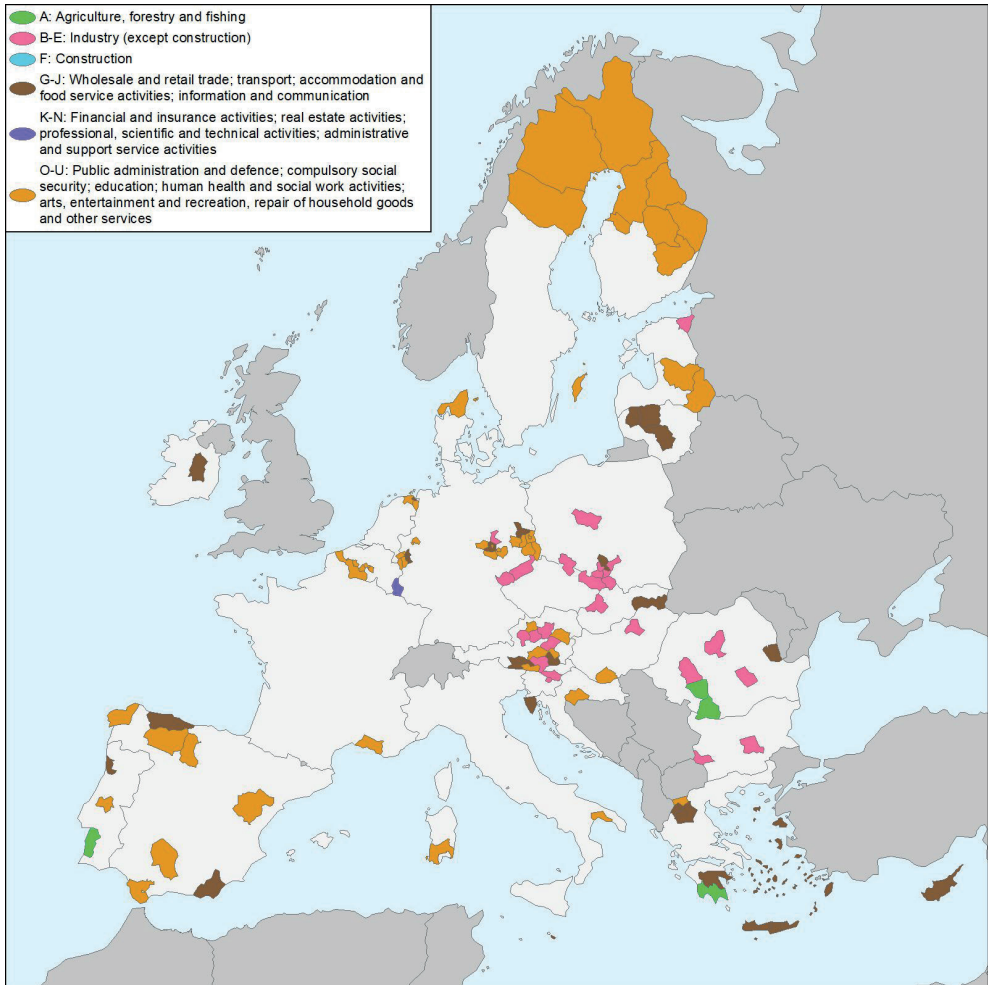 A: Agriculture, forestry and fishing
B-E: Industry (except construction)
F: Construction
G-J: Wholesale and retail trade; transport; accommodation and
food service activities; information and communication
K-N: Financial and insurance activities; real estate activities;
professional, scientific and technical activities; administrative
and support service activities
O-U: Public administration and defence; compulsory social
security; education; human health and social work activities;
arts, entertainment and recreation, repair of household goods
and other services